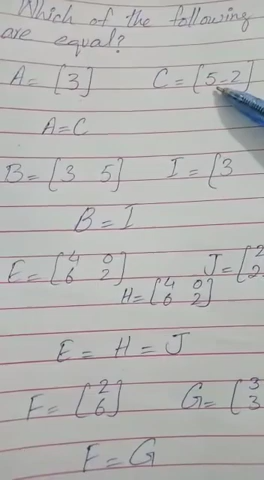 Which of the following
are equal?
A = [3] C = [5-2]
A=C
B = [3 5] I = [3
B = I
E = [4 0 J = [2
6 2] 2
H = [4 0
6 2]
E = H = J
F = [2 G = [3
6] 3
F = G